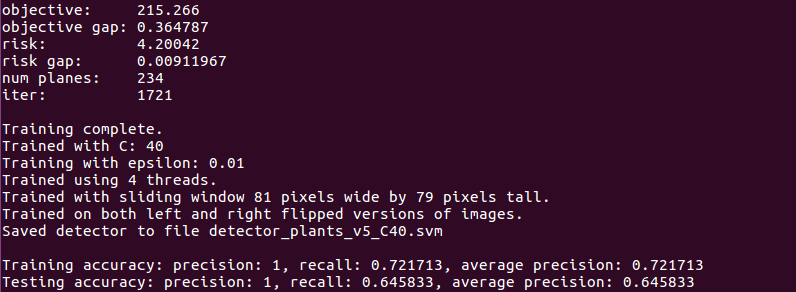 objective:     215.266
objective gap: 0.364787
risk:          4.20042
risk gap:      0.00911967
num planes:    234
iter:          1721

Training complete.
Trained with C: 40
Training with epsilon: 0.01
Trained using 4 threads.
Trained with sliding window 81 pixels wide by 79 pixels tall.
Trained on both left and right flipped versions of images.
Saved detector to file detector_plants_v5_C40.svm

Training accuracy: precision: 1, recall: 0.721713, average precision: 0.721713
Testing accuracy: precision: 1, recall: 0.645833, average precision: 0.645833